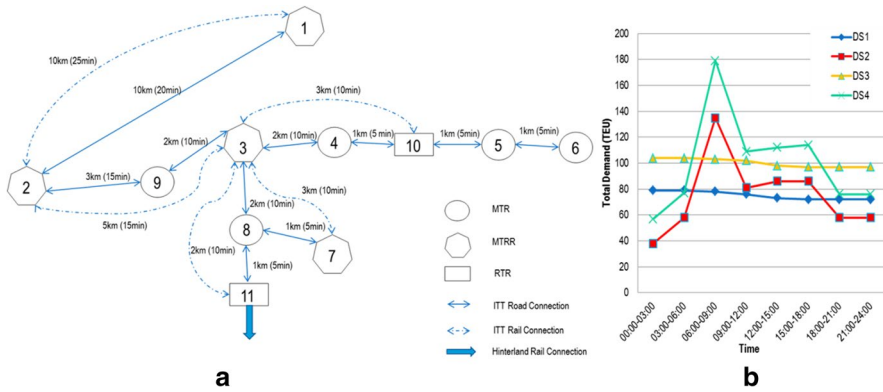 1
10km (25min)
10km (20min)
3km (10min)
2km (10min)
3
2km (10min)
4
1km (5 min)
10
1km (5min)
5
1km (5min)
6
2
3km (15min)
9
5km (15min)
3km (10min)
2km (10min)
8
1km (5min)
7
2km (10min)
1km (5min)
11
MTR
MTRR
RTR
ITT Road Connection
ITT Rail Connection
Hinterland Rail Connection
a
Total Demand (TEU)
200
180
160
140
120
100
80
60
40
20
0
DS1
DS2
DS3
DS4
00:00-03:00
03:00-06:00
06:00-09:00
09:00-12:00
12:00-15:00
15:00-18:00
18:00-21:00
21:00-24:00
Time
b